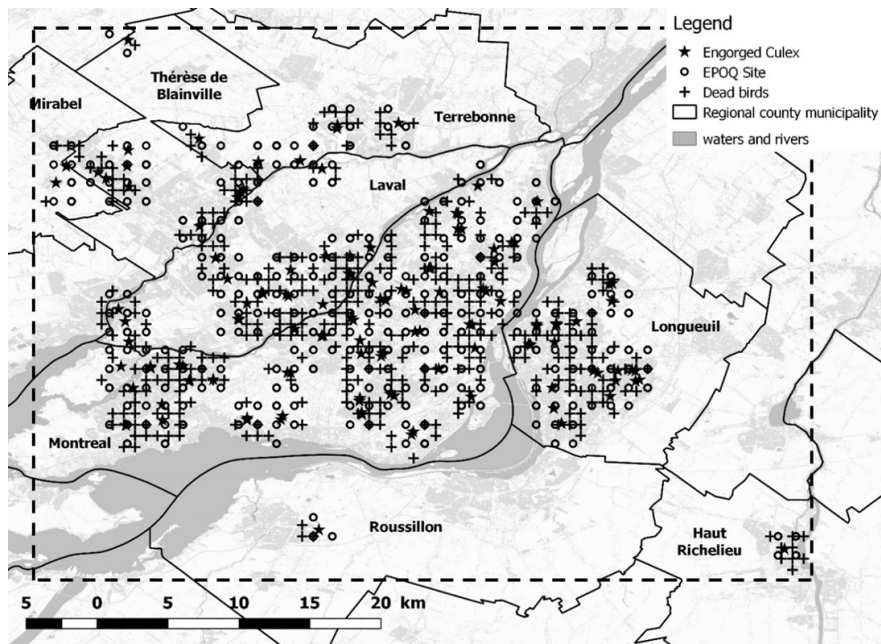 Legend
Engorged Culex
EPOQ Site
Dead birds
Regional county municipality
waters and rivers
Thérèse de
Blainville
Mirabel
Terrebonne
Laval
Longueuil
Montreal
Roussillon
Haut
Richelieu
5 0 5 10 15 20 km